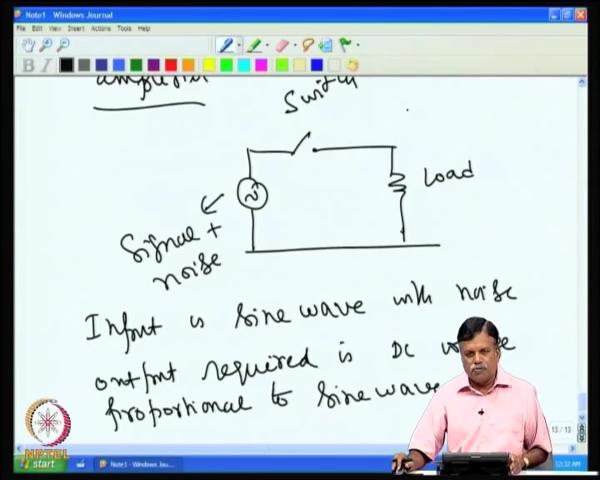 Note1 - Windows Journal
File Edit View Insert Actions Tools Help
B I
amplifier
Switch
Load
Signal +
noise
Input is sine wave with noise
output required is DC
proportional to sine wave
13 / 13
NPTEL
start
Note1 - Windows Jou...
12:32 AM